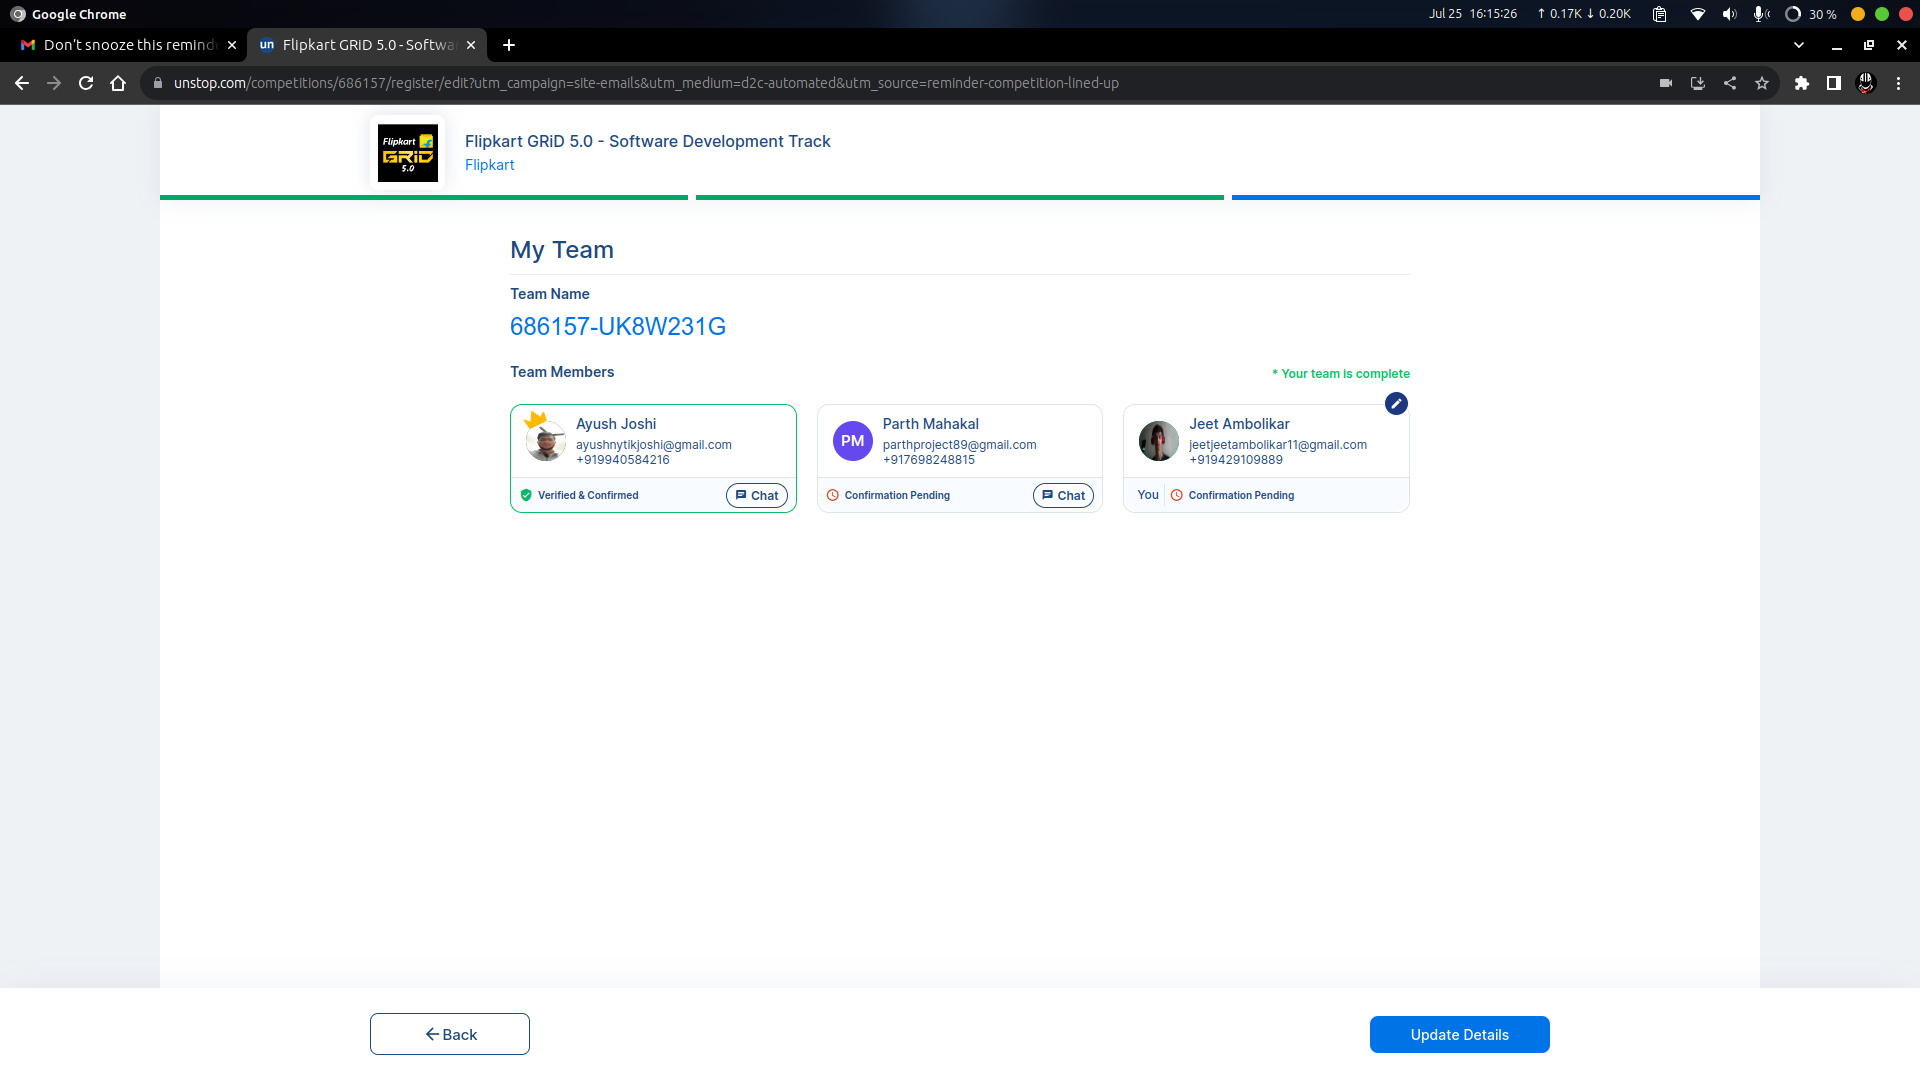 Google Chrome
Jul 25 16:15:26
↑ 0.17K ↓ 0.20K
30 %
Don't snooze this remind
un Flipkart GRiD 5.0 - Softwa
unstop.com/competitions/686157/register/edit?utm_campaign=site-emails&utm_medium=d2c-automated&utm_source=reminder-competition-lined-up
Flipkart
GRiD
5.0
Flipkart GRiD 5.0 - Software Development Track
Flipkart
My Team
Team Name
686157-UK8W231G
Team Members
* Your team is complete
Ayush Joshi
ayushnytikjoshi@gmail.com
+919940584216
Verified & Confirmed
Chat
PM
Parth Mahakal
parthproject89@gmail.com
+917698248815
Confirmation Pending
Chat
Jeet Ambolikar
jeetjeetambolikar11@gmail.com
+919429109889
You
Confirmation Pending
Back
Update Details